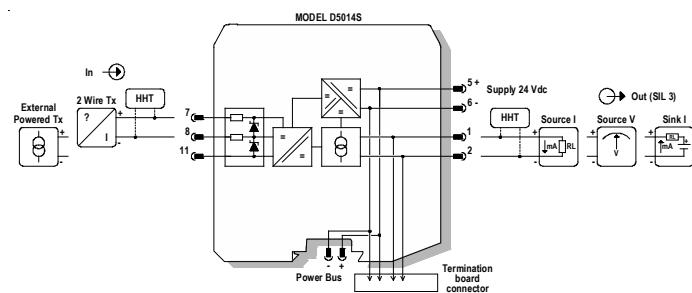 MODEL D5014S
In
2 Wire Tx
HHT
External
Powered Tx
+
-
?
I
+
-
7
8
11
=
=
=
=
5 +
Supply 24 Vdc
6 -
1
2
HHT
Out (SIL 3)
Source I
Source V
Sink I
+
-
mA
RL
+
-
V
+
-
RL
mA
+
Power Bus
- +
Termination
board
connector